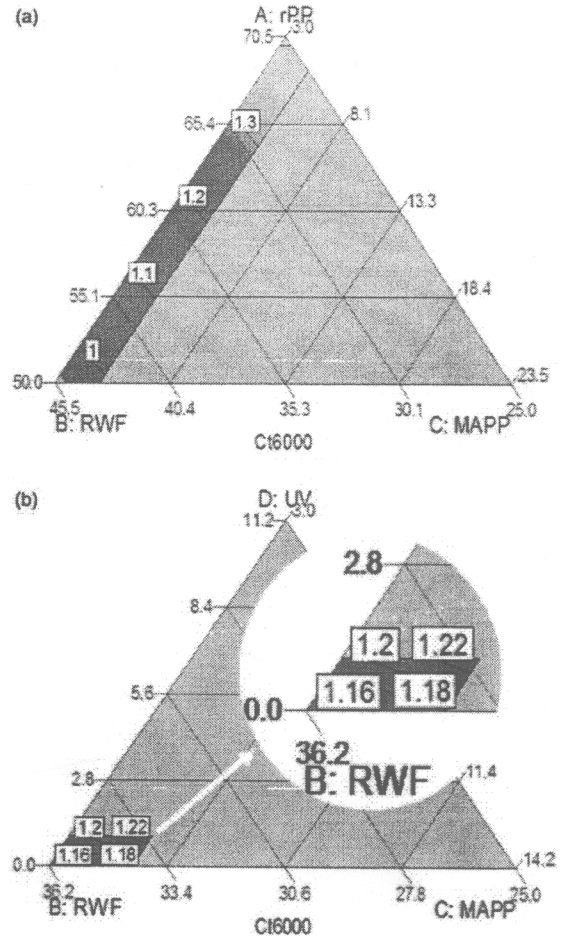 (a)
A: rPP
70.5 3.0
65.4 1.3 8.1
1.2
60.3 13.3
1.1
55.1 18.4
1
50.0 23.5
45.5 40.4 35.3 30.1 25.0
B: RWF C: MAPP
Ct6000
(b)
D: UV
11.2 3.0
2.8
8.4
1.2 1.22
5.6 1.16 1.18
0.0
36.2
B: RWF
2.8 11.4
1.2 1.22
1.16 1.18
0.0 14.2
36.2 33.4 30.6 27.8 25.0
B: RWF C: MAPP
Ct6000